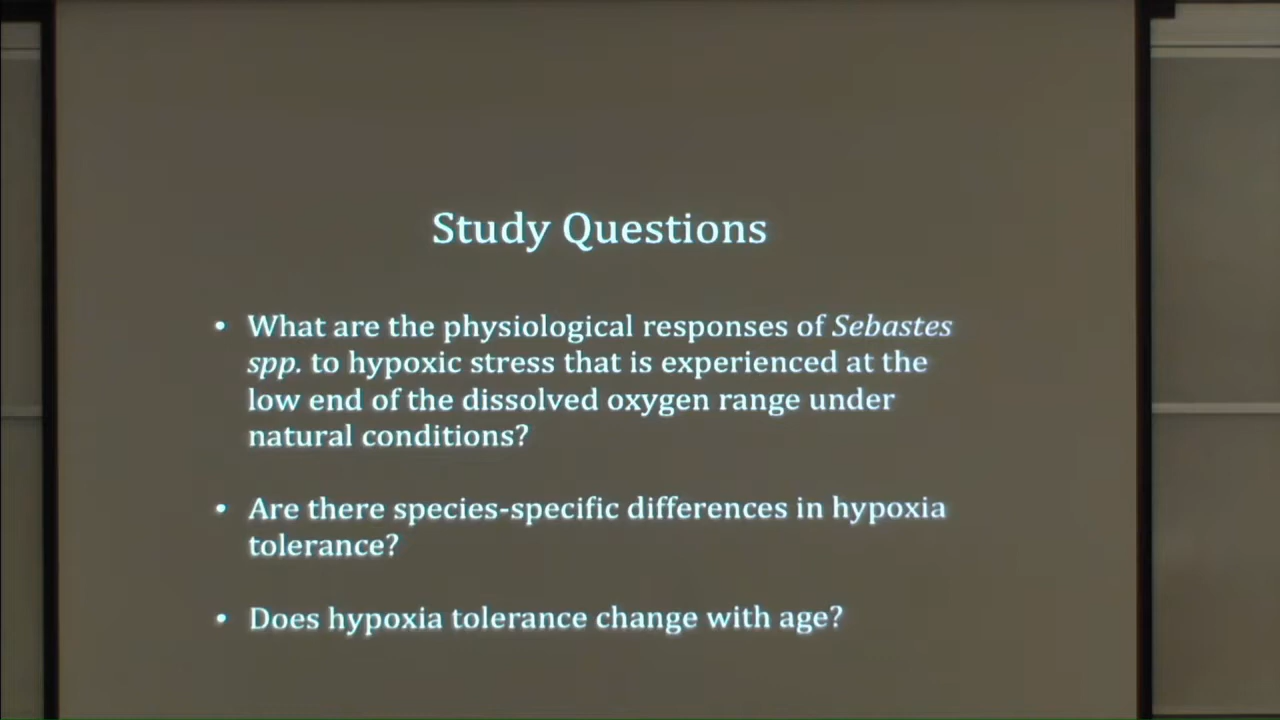 Study Questions
• What are the physiological responses of Sebastes
spp. to hypoxic stress that is experienced at the
low end of the dissolved oxygen range under
natural conditions?
• Are there species-specific differences in hypoxia
tolerance?
• Does hypoxia tolerance change with age?